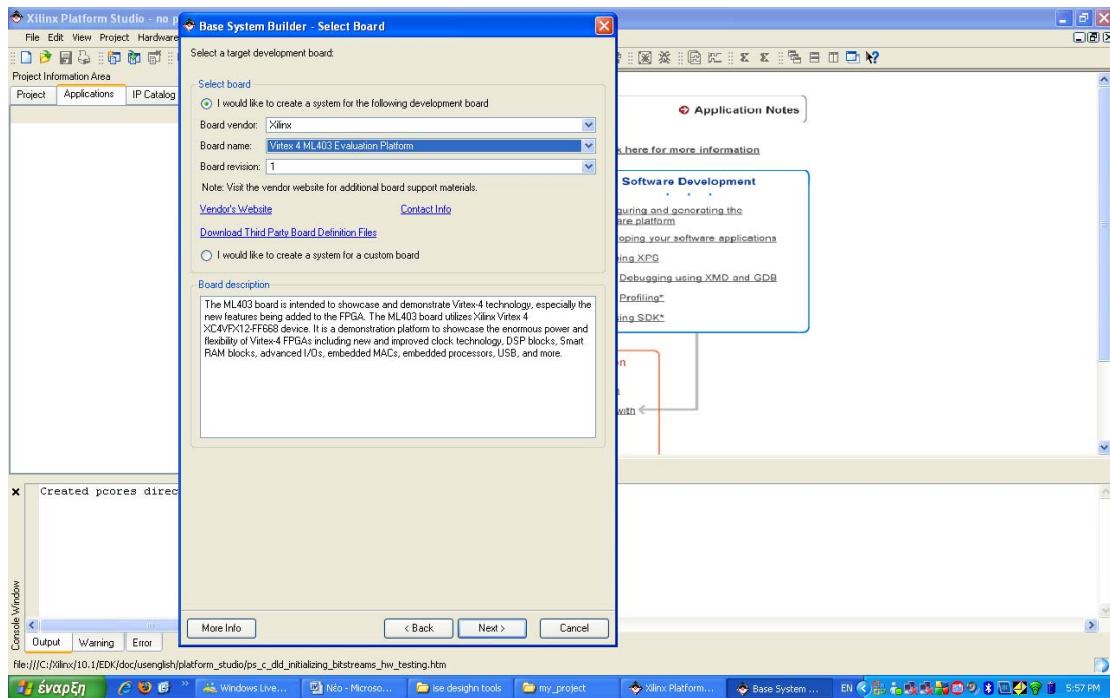 Xilinx Platform Studio - no p
File Edit View Project Hardware
Project Information Area
Project Applications IP Catalog
Base System Builder - Select Board
Select a target development board:
Select board
I would like to create a system for the following development board
Board vendor: Xilinx
Board name: Virtex 4 ML403 Evaluation Platform
Board revision: 1
Note: Visit the vendor website for additional board support materials.
Vendor's Website Contact Info
Download Third Party Board Definition Files
I would like to create a system for a custom board
Board description
The ML403 board is intended to showcase and demonstrate Virtex-4 technology, especially the
new features being added to the FPGA. The ML403 board utilizes Xilinx Virtex 4
XC4VFX12-FF668 device. It is a demonstration platform to showcase the enormous power and
flexibility of Virtex-4 FPGAs including new and improved clock technology, DSP blocks, Smart
RAM blocks, advanced I/Os, embedded MACs, embedded processors, USB, and more.
More Info < Back Next > Cancel
Application Notes
k here for more information
Software Development
guring and generating the
are platform
oping your software applications
ing XPS
Debugging using XMD and GDB
Profiling*
ing SDK*
n
with
Created pcores direc
Console Window
Output Warning Error
file:///C:/Xilinx/10.1/EDK/doc/usenglish/platform_studio/ps_c_dld_initializing_bitstreams_hw_testing.htm
έναρξη Windows Live... Νέο - Microso... ise desighn tools my_project Xilinx Platform... Base System ... EN 5:57 PM